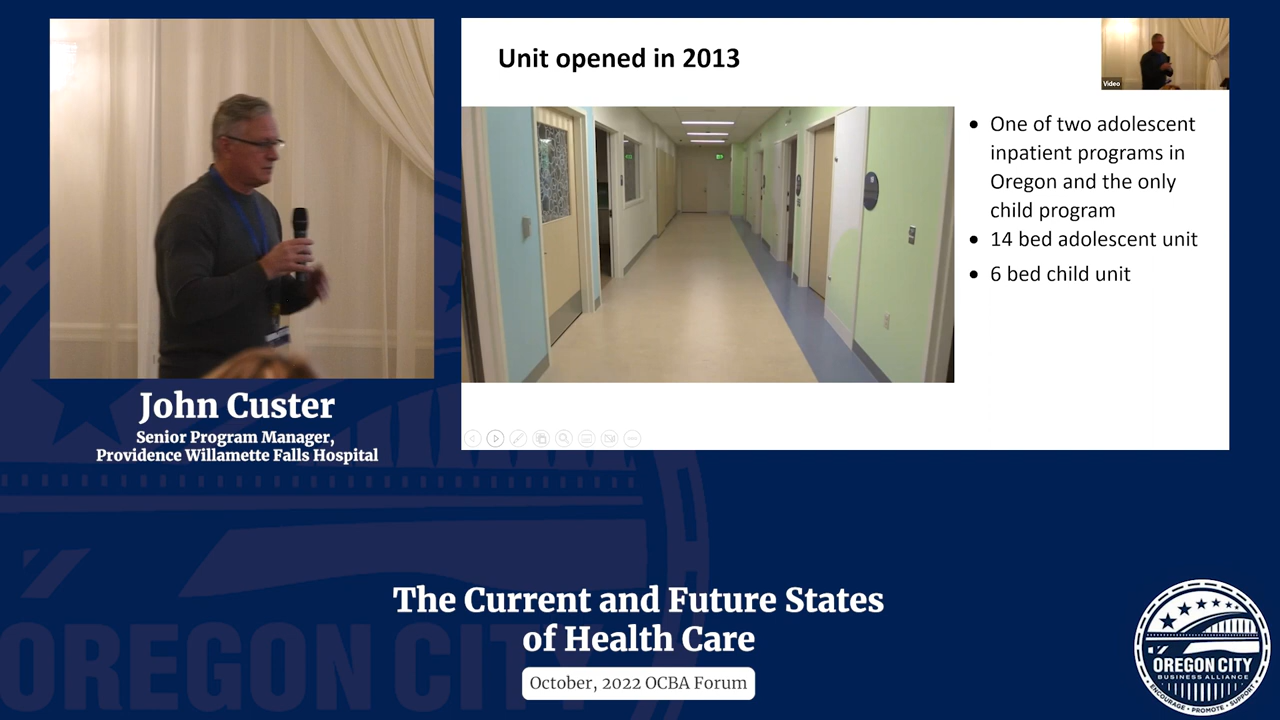 Unit opened in 2013
Video
• One of two adolescent
inpatient programs in
Oregon and the only
child program
• 14 bed adolescent unit
• 6 bed child unit
John Custer
Senior Program Manager,
Providence Willamette Falls Hospital
The Current and Future States
of Health Care
October, 2022 OCBA Forum
OREGON CITY
BUSINESS ALLIANCE
ENCOURAGE • PROMOTE • SUPPORT
OREGON CITY